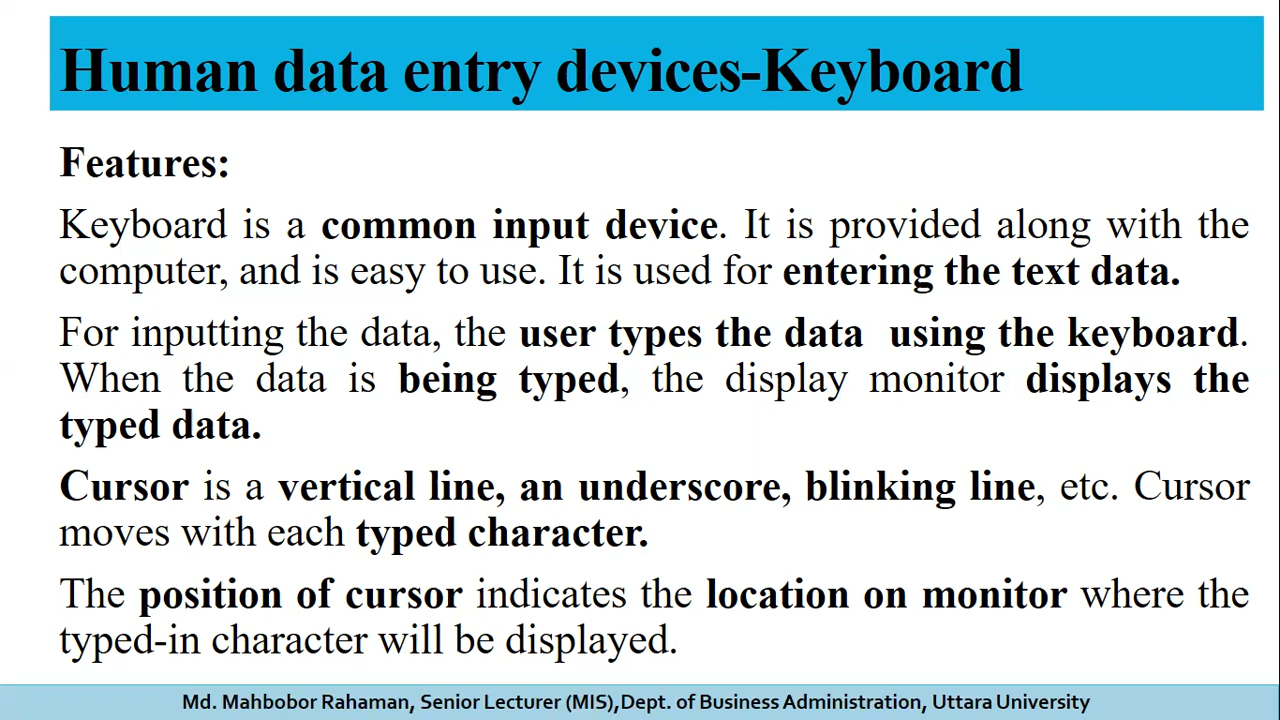 Human data entry devices-Keyboard
Features:
Keyboard is a common input device. It is provided along with the
computer, and is easy to use. It is used for entering the text data.
For inputting the data, the user types the data  using the keyboard.
When the data is being typed, the display monitor displays the
typed data.
Cursor is a vertical line, an underscore, blinking line, etc. Cursor
moves with each typed character.
The position of cursor indicates the location on monitor where the
typed-in character will be displayed.
Md. Mahbobor Rahaman, Senior Lecturer (MIS),Dept. of Business Administration, Uttara University